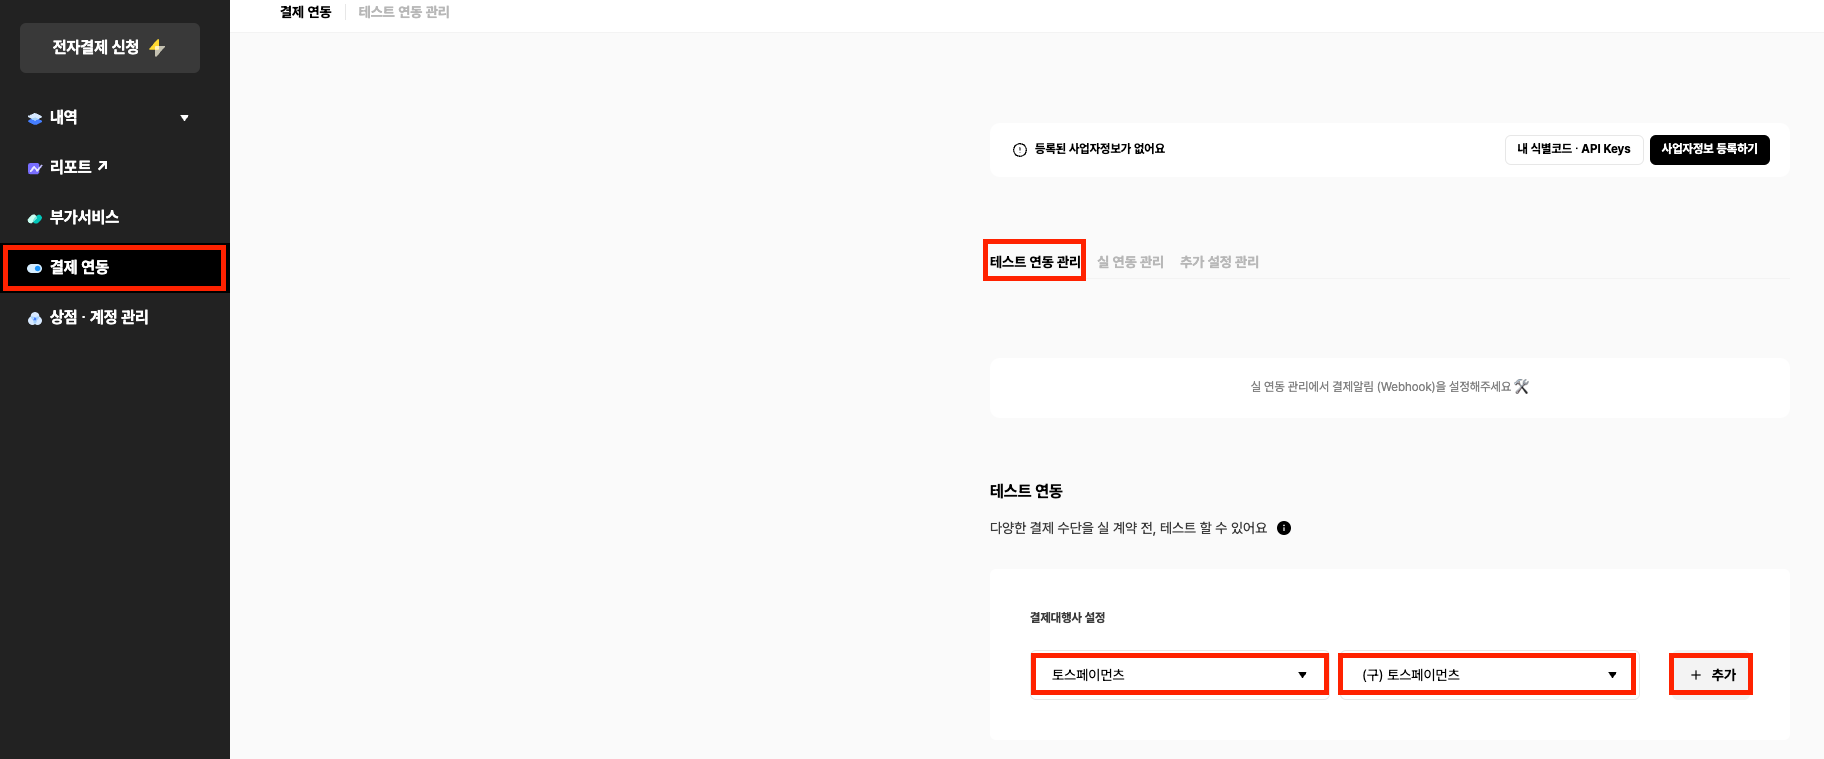 결제 연동
테스트 연동 관리
전자결제 신청
내역
리포트
부가서비스
결제 연동
상점 · 계정 관리
등록된 사업자정보가 없어요
내 식별코드 · API Keys
사업자정보 등록하기
테스트 연동 관리
실 연동 관리
추가 설정 관리
실 연동 관리에서 결제알림 (Webhook)을 설정해주세요
테스트 연동
다양한 결제 수단을 실 계약 전, 테스트 할 수 있어요
결제대행사 설정
토스페이먼츠
(구) 토스페이먼츠
+ 추가